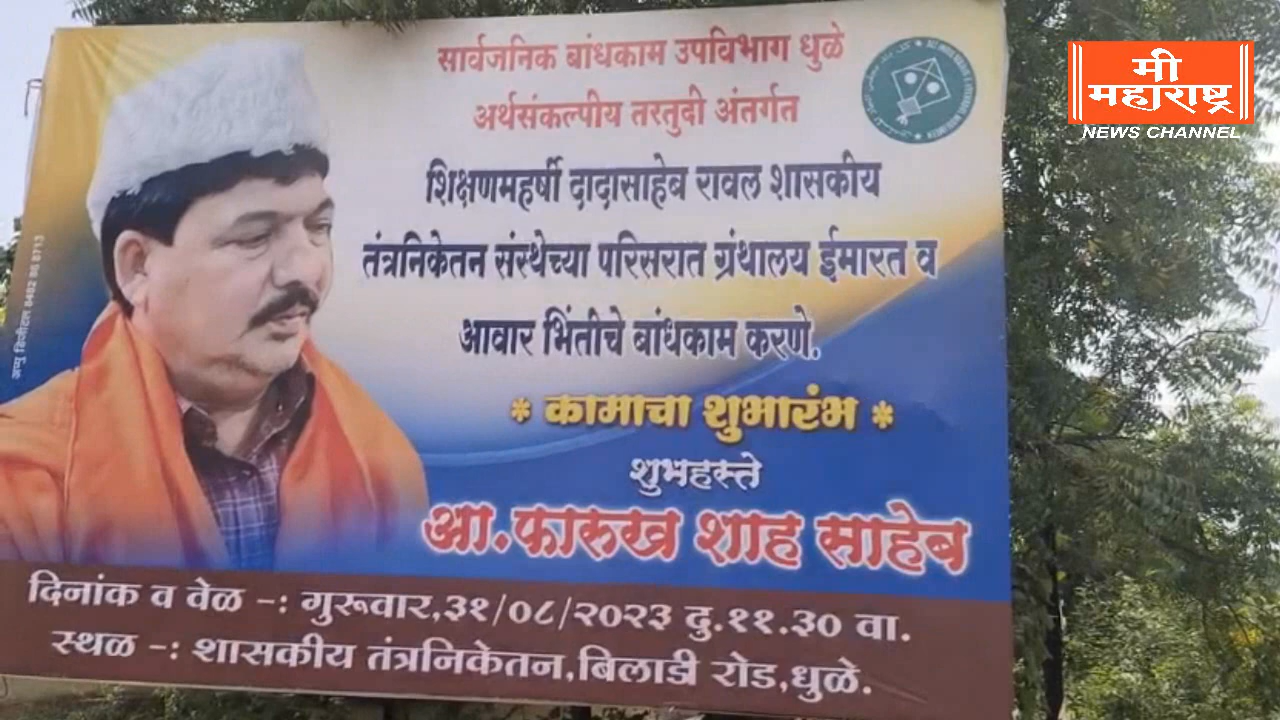 सार्वजनिक बांधकाम उपविभाग धुळे
अर्थसंकल्पीय तरतुदी अंतर्गत
शिक्षणमहर्षी दादासाहेब रावल शासकीय
तंत्रनिकेतन संस्थेच्या परिसरात ग्रंथालय ईमारत व
आवार भिंतीचे बांधकाम करणे.
* कामाचा शुभारंभ *
शुभहस्ते
आ.फारुख शाह साहेब
दिनांक व वेळ -: गुरूवार,३१/०८/२०२३ दु.११.३० वा.
स्थळ -: शासकीय तंत्रनिकेतन,बिलाडी रोड,धुळे.
मी
महाराष्ट्र
NEWS CHANNEL